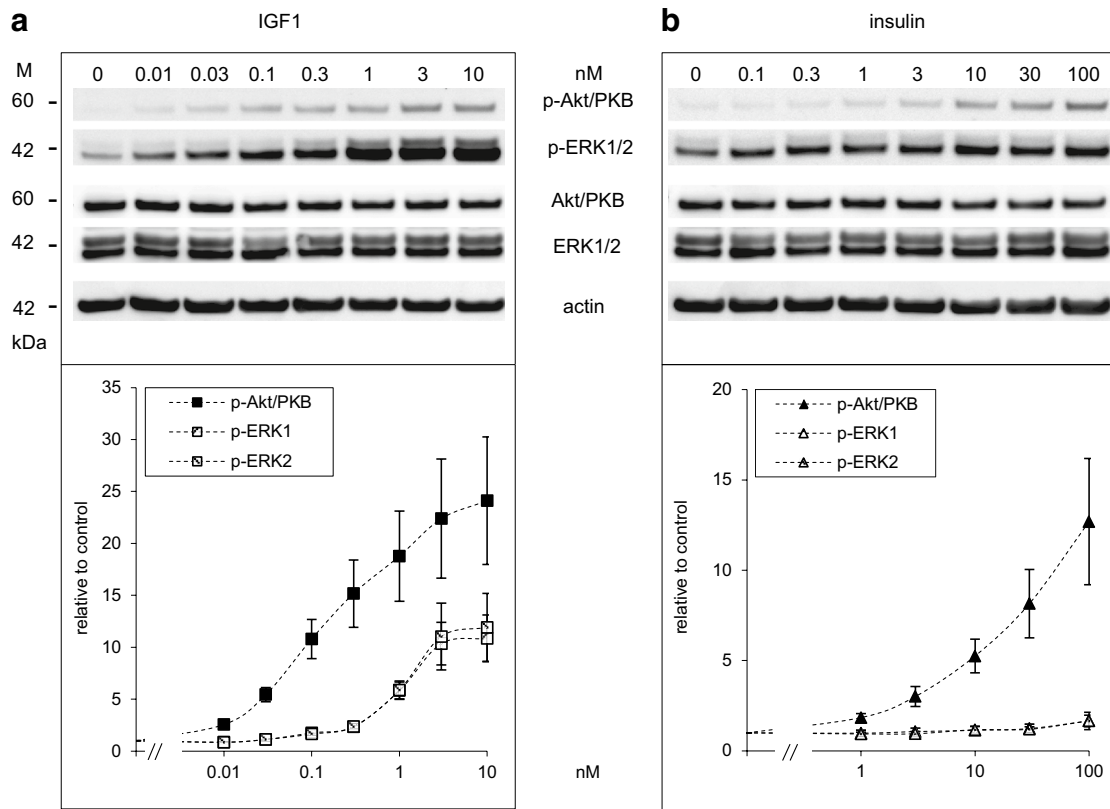 a IGF1 b insulin
M 0 0.01 0.03 0.1 0.3 1 3 10 nM 0 0.1 0.3 1 3 10 30 100
60 p-Akt/PKB
42 p-ERK1/2
60 Akt/PKB
42 ERK1/2
42 actin
kDa
35
30
25
20
15
10
5
0
relative to control
p-Akt/PKB
p-ERK1
p-ERK2
//
0.01 0.1 1 10
nM
20
15
10
5
0
relative to control
p-Akt/PKB
p-ERK1
p-ERK2
//
1 10 100